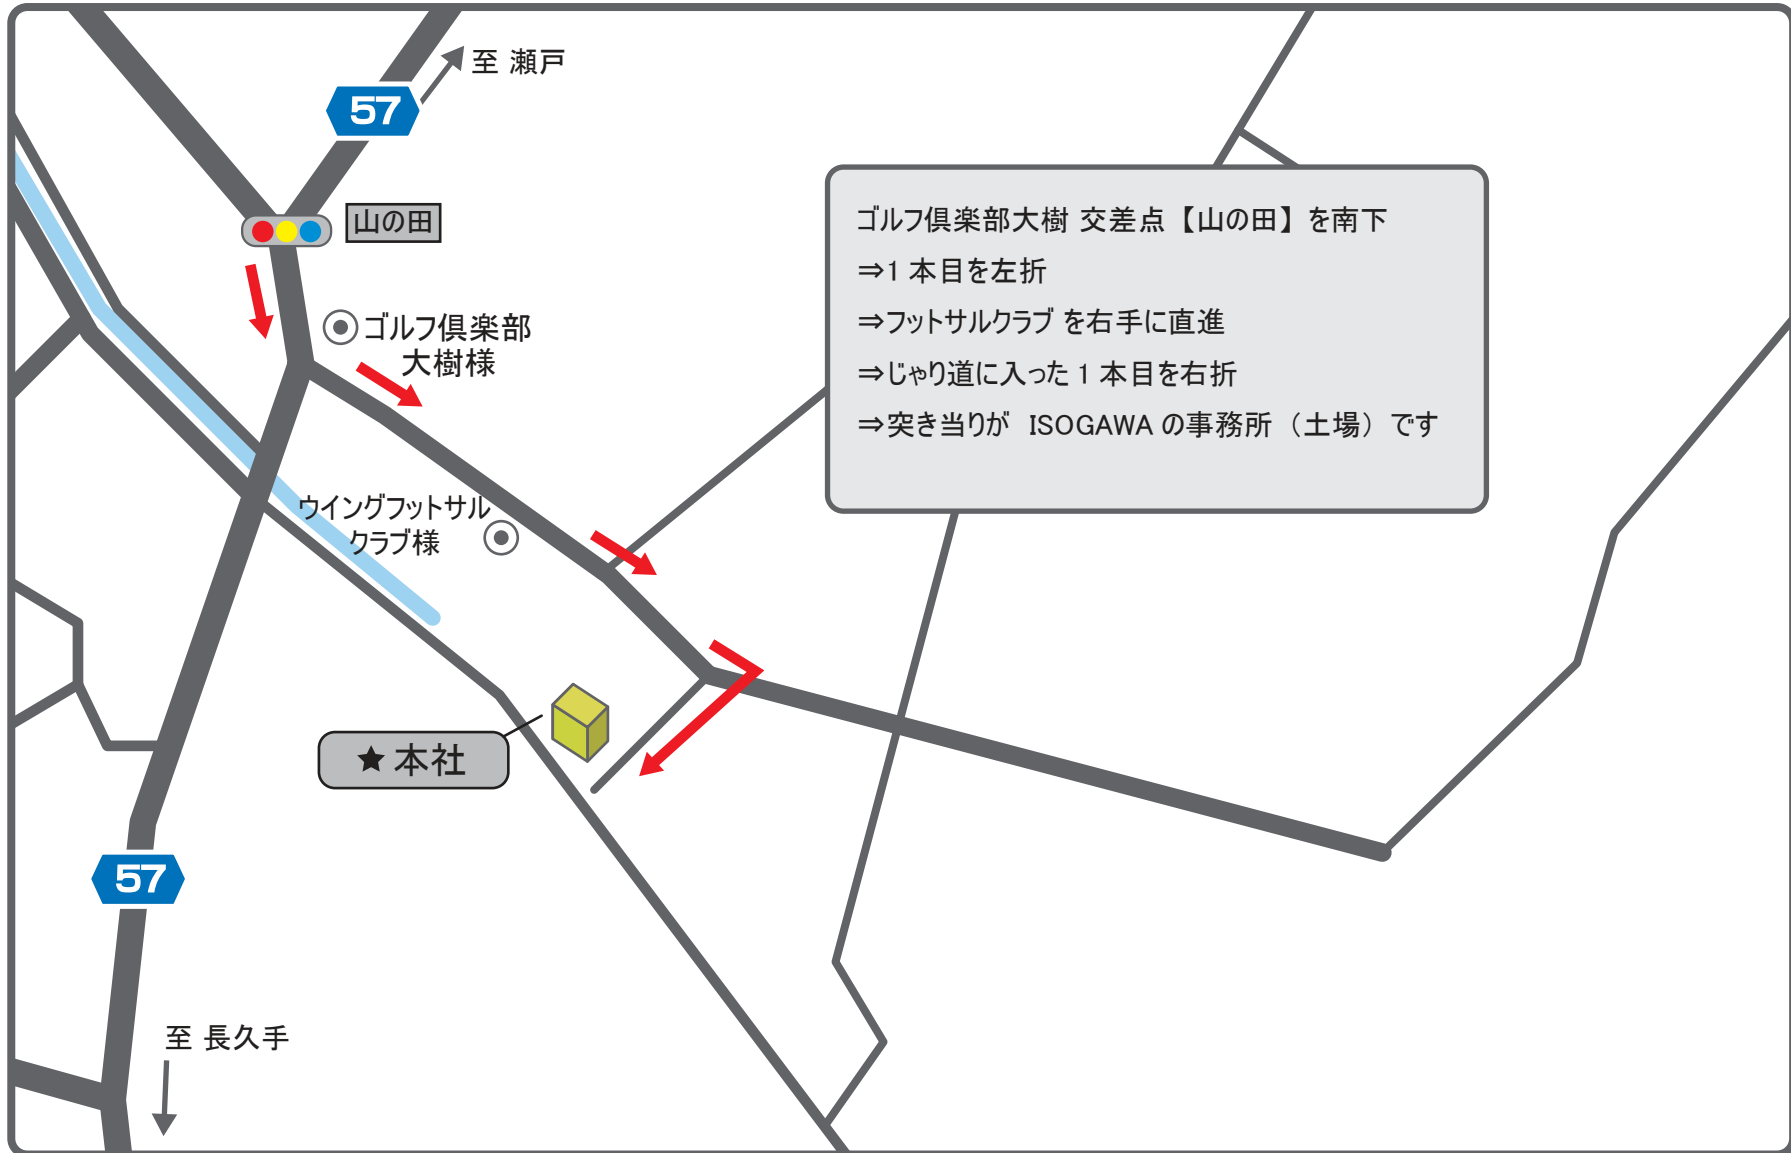 至 瀬戸
57
山の田
ゴルフ倶楽部
大樹様
ゴルフ倶楽部大樹 交差点【山の田】を南下
⇒1 本目を左折
⇒フットサルクラブ を右手に直進
⇒じゃり道に入った 1 本目を右折
⇒突き当りが ISOGAWA の事務所（土場）です
ウイングフットサル
クラブ様
★ 本社
57
至 長久手